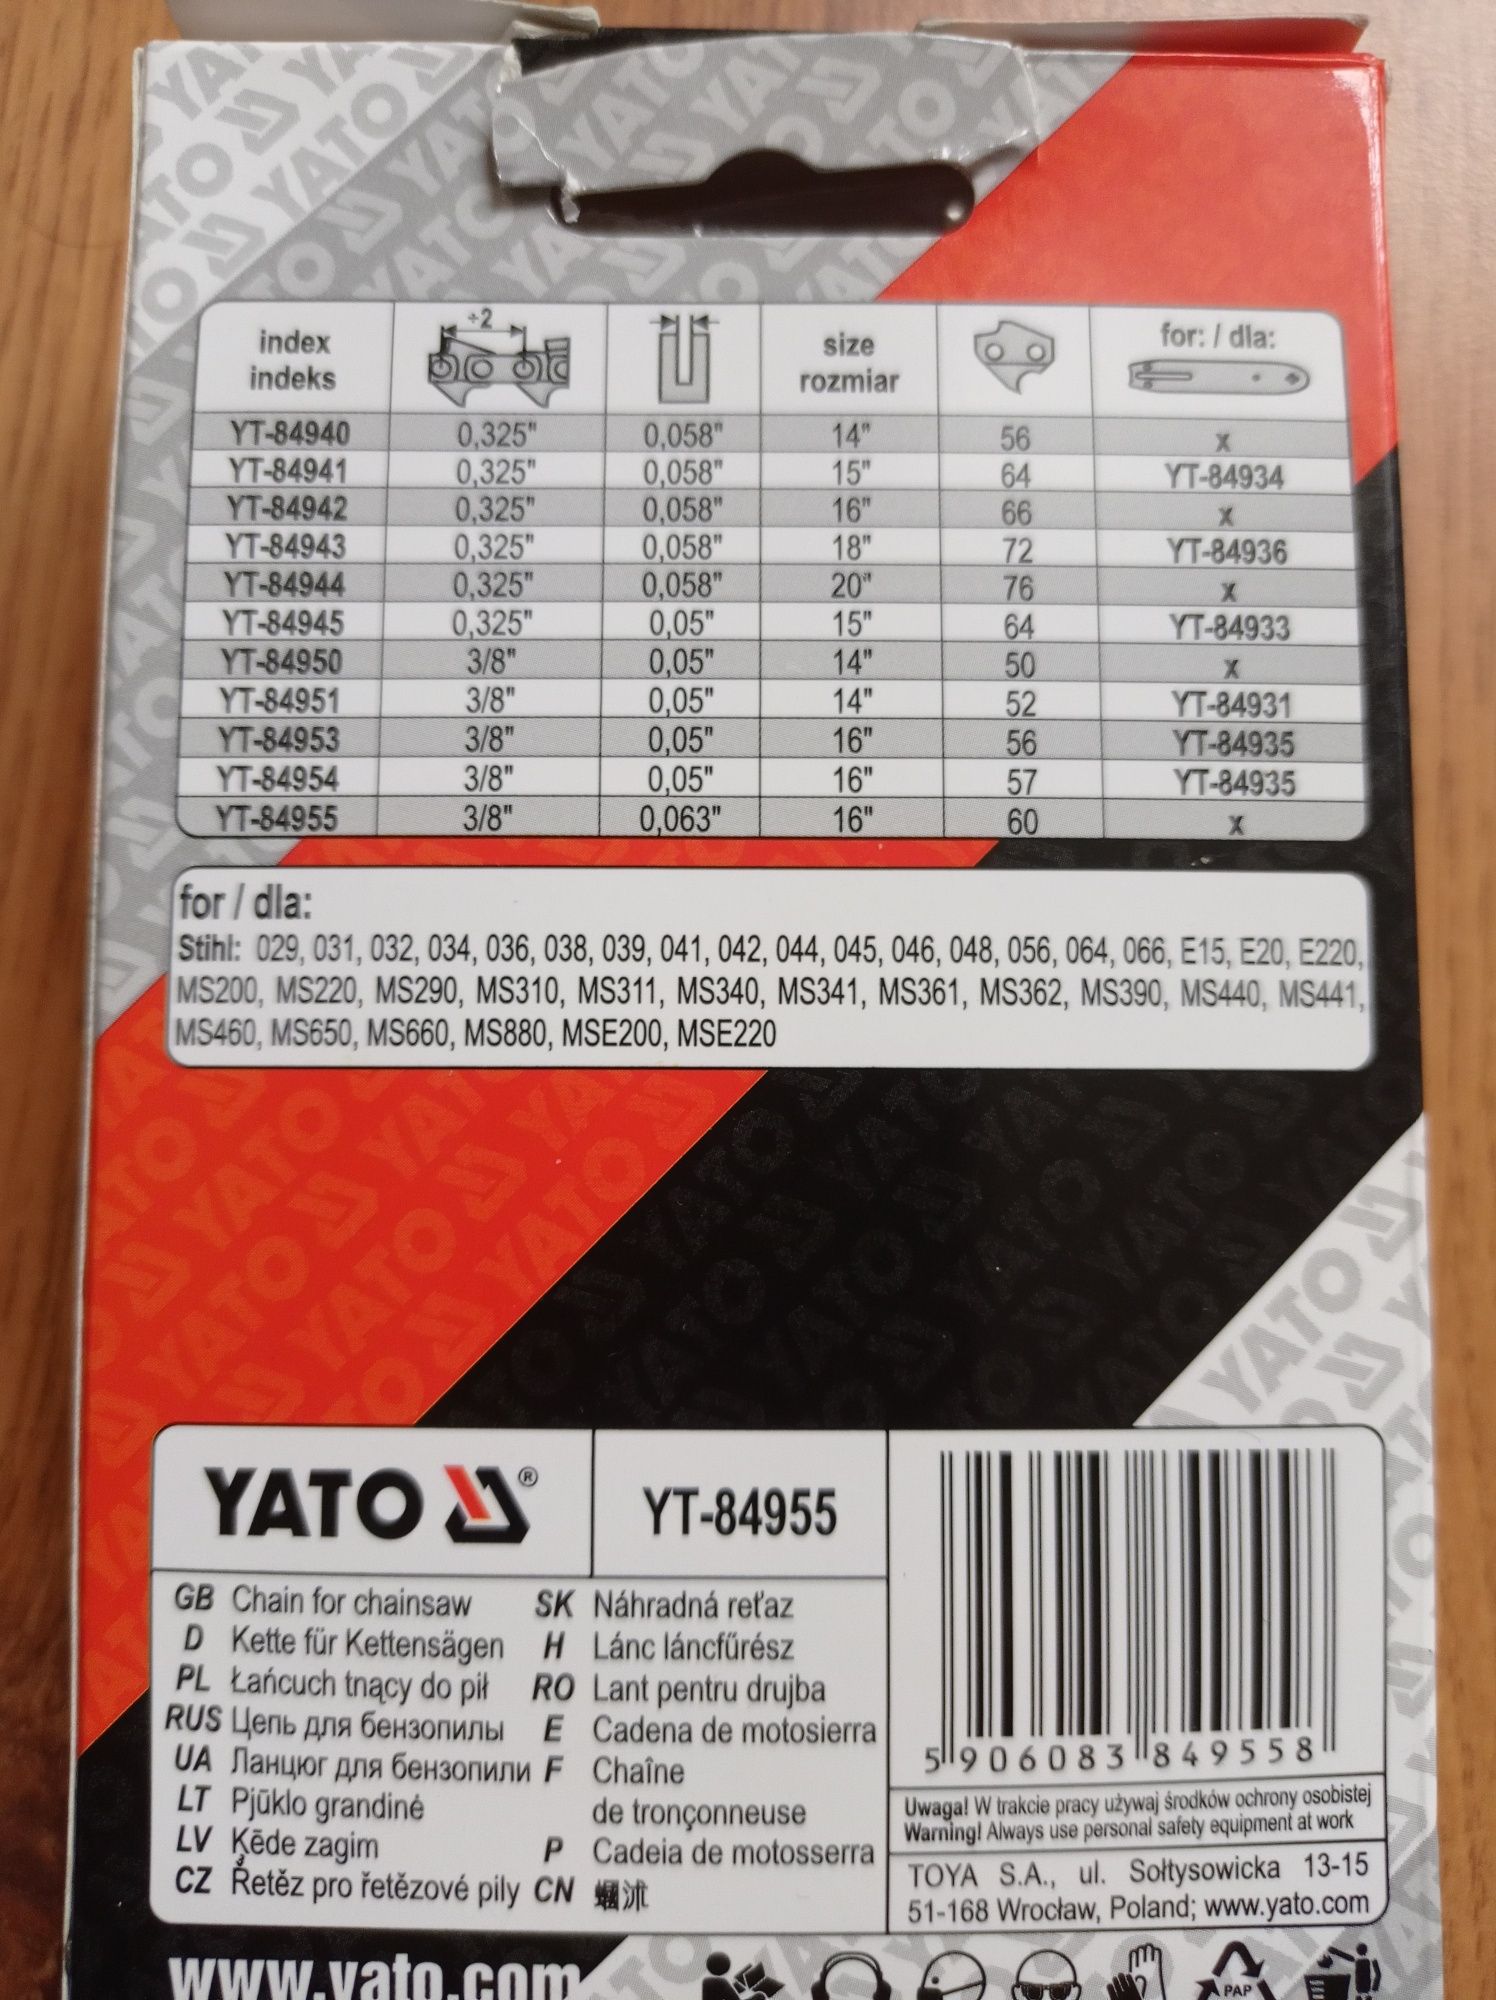 ÷2
index size for: / dla:
indeks rozmiar
YT-84940 0,325" 0,058" 14" 56 x
YT-84941 0,325" 0,058" 15" 64 YT-84934
YT-84942 0,325" 0,058" 16" 66 x
YT-84943 0,325" 0,058" 18" 72 YT-84936
YT-84944 0,325" 0,058" 20" 76 x
YT-84945 0,325" 0,05" 15" 64 YT-84933
YT-84950 3/8" 0,05" 14" 50 x
YT-84951 3/8" 0,05" 14" 52 YT-84931
YT-84953 3/8" 0,05" 16" 56 YT-84935
YT-84954 3/8" 0,05" 16" 57 YT-84935
YT-84955 3/8" 0,063" 16" 60 x
for / dla:
Stihl: 029, 031, 032, 034, 036, 038, 039, 041, 042, 044, 045, 046, 048, 056, 064, 066, E15, E20, E220,
MS200, MS220, MS290, MS310, MS311, MS340, MS341, MS361, MS362, MS390, MS440, MS441,
MS460, MS650, MS660, MS880, MSE200, MSE220
YATO ®
YT-84955
GB Chain for chainsaw
D Kette für Kettensägen
PL Łańcuch tnący do pił
RUS Цепь для бензопилы
UA Ланцюг для бензопили
LT Pjūklo grandinė
LV Ķēde zagim
CZ Řetěz pro řetězové pily
SK Náhradná reťaz
H Lánc láncfűrész
RO Lant pentru drujba
E Cadena de motosierra
F Chaîne
de tronçonneuse
P Cadeia de motosserra
CN
5 906083 849558
Uwaga! W trakcie pracy używaj środków ochrony osobistej
Warning! Always use personal safety equipment at work
TOYA S.A., ul. Sołtysowicka 13-15
51-168 Wrocław, Poland; www.yato.com
www.yato.com
PAP